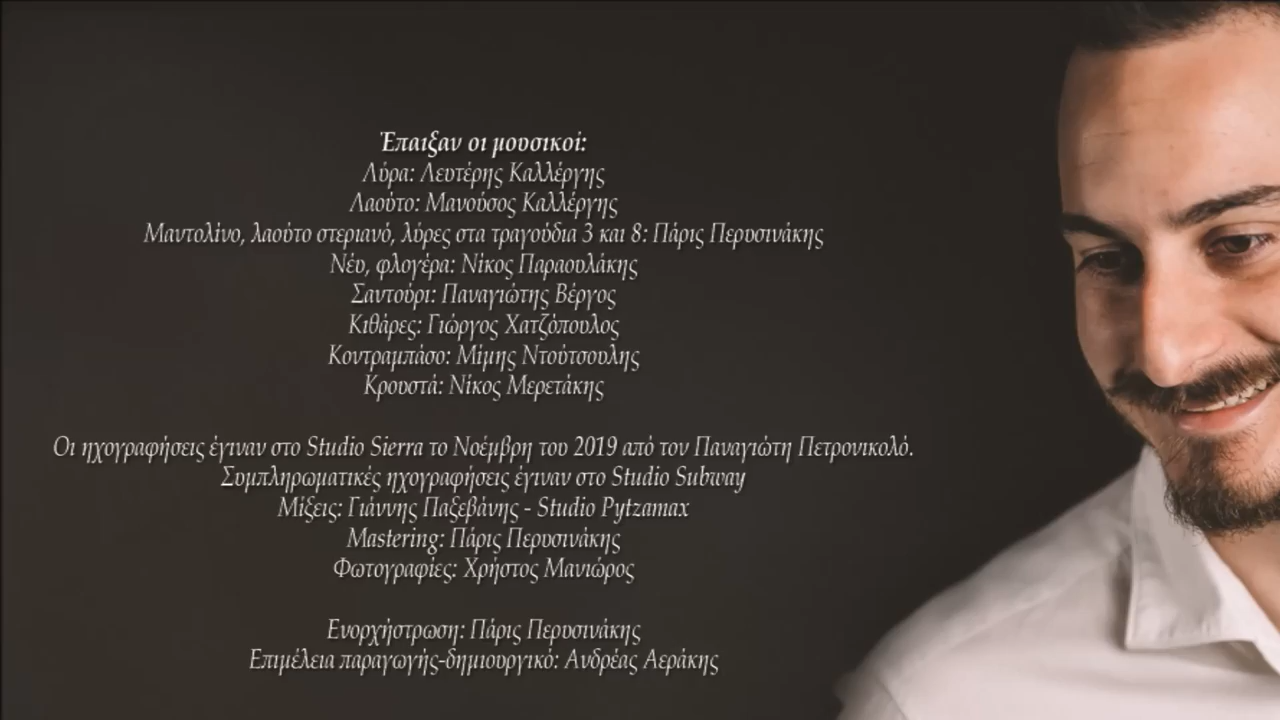 Έπαιξαν οι μουσικοί:
Λύρα: Λευτέρης Καλλέργης
Λαούτο: Μανούσος Καλλέργης
Μαντολίνο, λαούτο στεριανό, λύρες στα τραγούδια 3 και 8: Πάρις Περυσινάκης
Νέυ, φλογέρα: Νίκος Παραουλάκης
Σαντούρι: Παναγιώτης Βέργος
Κιθάρες: Γιώργος Χατζόπουλος
Κοντραμπάσο: Μίμης Ντούτσουλης
Κρουστά: Νίκος Μερετάκης
Οι ηχογραφήσεις έγιναν στο Studio Sierra το Νοέμβρη του 2019 από τον Παναγιώτη Πετρονικολό.
Συμπληρωματικές ηχογραφήσεις έγιναν στο Studio Subway
Μίξεις: Γιάννης Παξεβάνης - Studio Pytzamax
Mastering: Πάρις Περυσινάκης
Φωτογραφίες: Χρήστος Μανιώρος
Ενορχήστρωση: Πάρις Περυσινάκης
Επιμέλεια παραγωγής-δημιουργικό: Ανδρέας Αεράκης